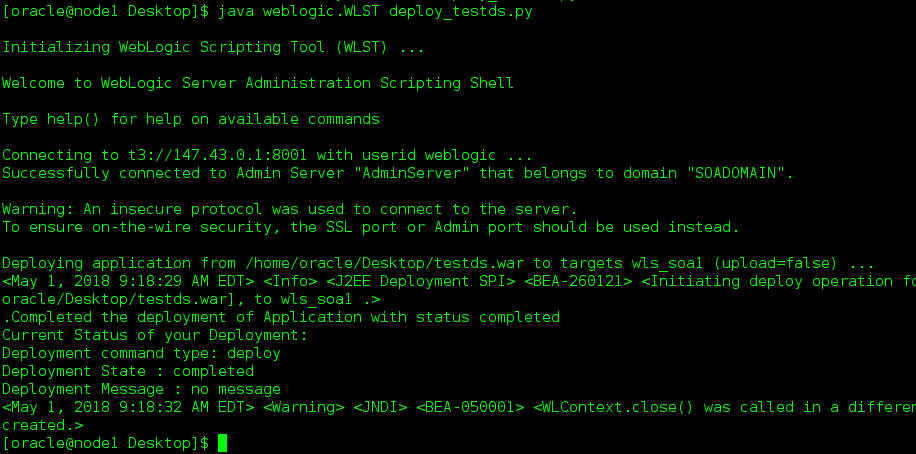 [oracle@node1 Desktop]$ java weblogic.WLST deploy_testds.py
Initializing WebLogic Scripting Tool (WLST) ...
Welcome to WebLogic Server Administration Scripting Shell
Type help() for help on available commands
Connecting to t3://147.43.0.1:8001 with userid weblogic ...
Successfully connected to Admin Server "AdminServer" that belongs to domain "SOADOMAIN".
Warning: An insecure protocol was used to connect to the server.
To ensure on-the-wire security, the SSL port or Admin port should be used instead.
Deploying application from /home/oracle/Desktop/testds.war to targets wls_soa1 (upload=false) ...
<May 1, 2018 9:18:29 AM EDT> <Info> <J2EE Deployment SPI> <BEA-260121> <Initiating deploy operation fo
oracle/Desktop/testds.war], to wls_soa1 .>
.Completed the deployment of Application with status completed
Current Status of your Deployment:
Deployment command type: deploy
Deployment State : completed
Deployment Message : no message
<May 1, 2018 9:18:32 AM EDT> <Warning> <JNDI> <BEA-050001> <WLContext.close() was called in a differen
created.>
[oracle@node1 Desktop]$